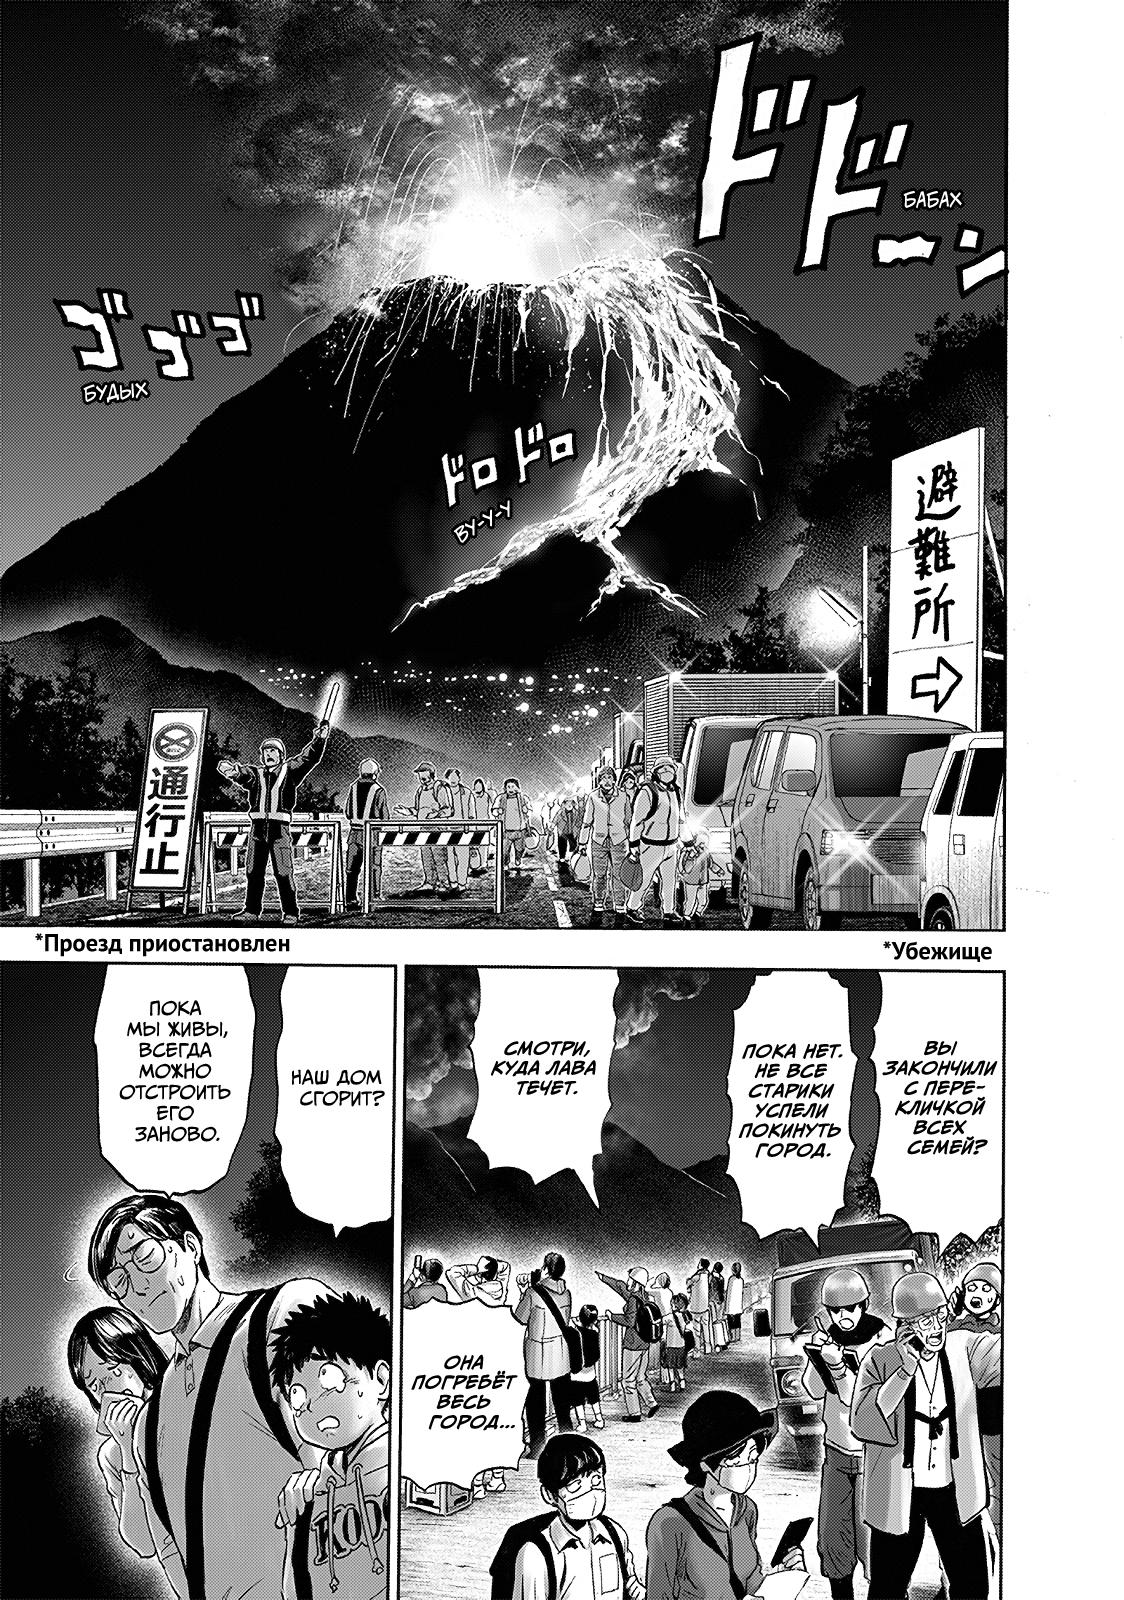 ドドドーン
БАБАХ
ゴゴゴ
БУДЫХ
ドロドロ
ВУ-У-У
避難所
通行止
*Проезд приостановлен
*Убежище
ВЫ
ЗАКОНЧИЛИ
С ПЕРЕ-
КЛИЧКОЙ
ВСЕХ
СЕМЕЙ?
ПОКА НЕТ.
НЕ ВСЕ
СТАРИКИ
УСПЕЛИ
ПОКИНУТЬ
ГОРОД.
СМОТРИ,
КУДА ЛАВА
ТЕЧЕТ.
ОНА
ПОГРЕБЁТ
ВЕСЬ
ГОРОД...
НАШ ДОМ
СГОРИТ?
ПОКА
МЫ ЖИВЫ,
ВСЕГДА
МОЖНО
ОТСТРОИТЬ
ЕГО
ЗАНОВО.